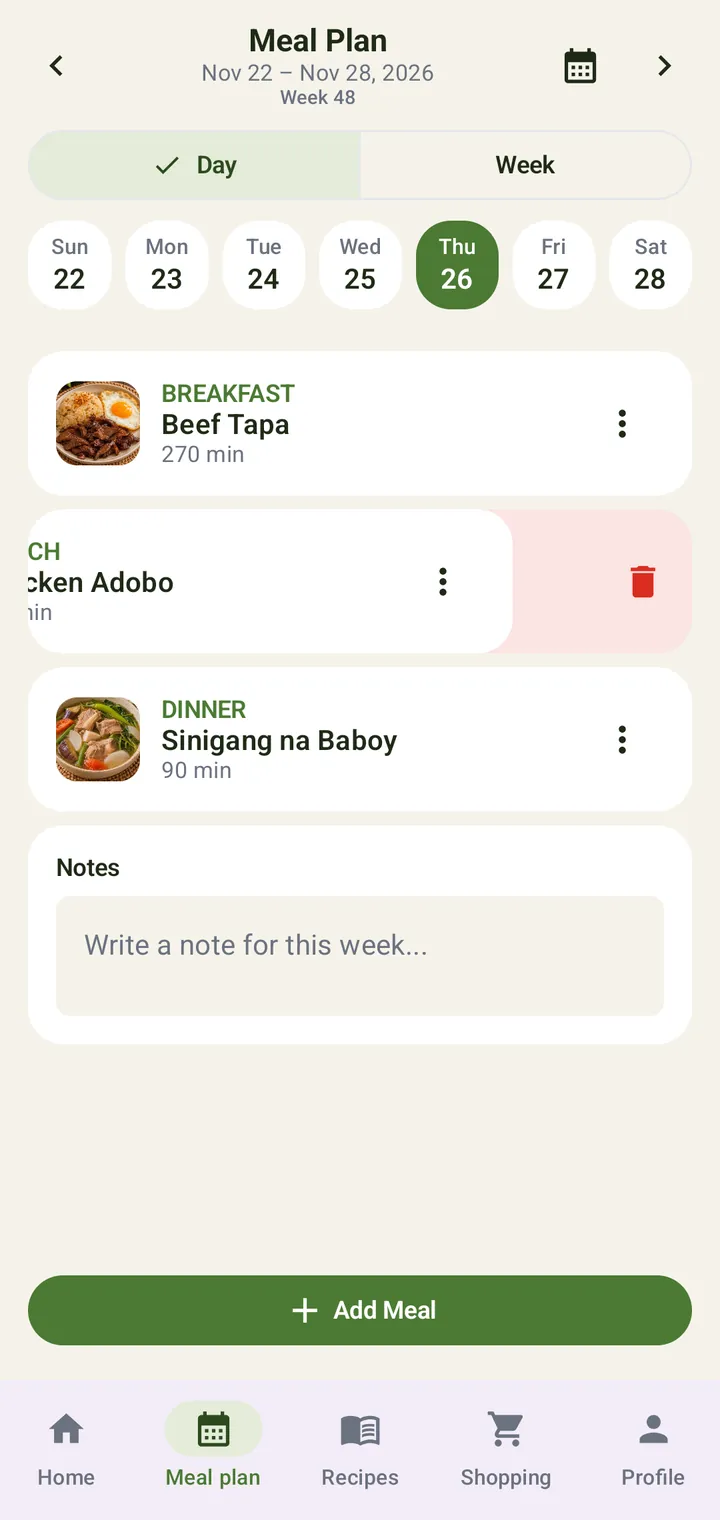 Meal Plan
Nov 22 – Nov 28, 2026
Week 48
Day
Week
Sun
22
Mon
23
Tue
24
Wed
25
Thu
26
Fri
27
Sat
28
BREAKFAST
Beef Tapa
270 min
CH
cken Adobo
in
DINNER
Sinigang na Baboy
90 min
Notes
Write a note for this week...
Add Meal
Home
Meal plan
Recipes
Shopping
Profile